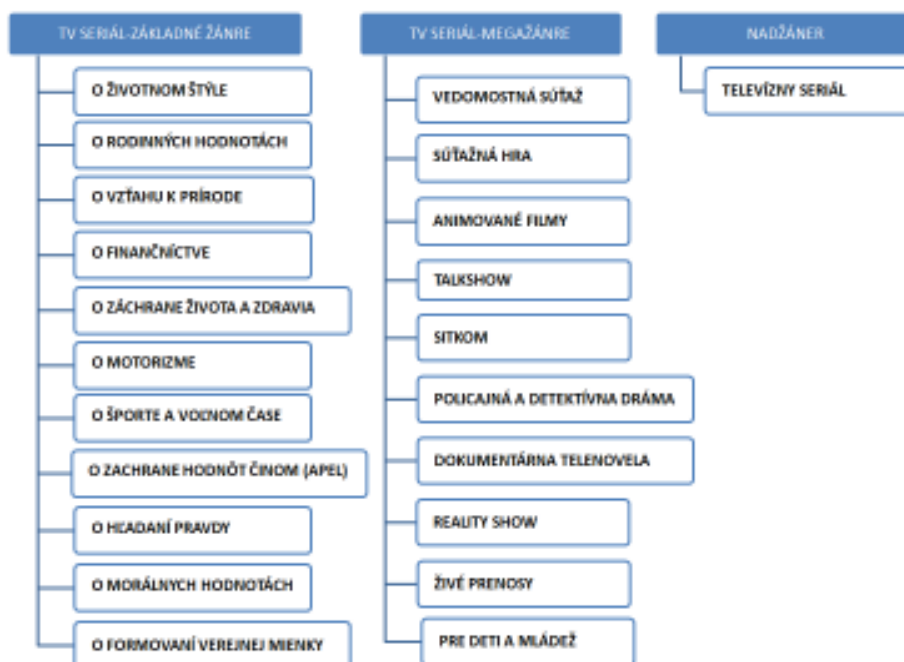 TV SERIÁL-ZÁKLADNÉ ŽÁNRE
O ŽIVOTNOM ŠTÝLE
O RODINNÝCH HODNOTÁCH
O VZŤAHU K PRÍRODE
O FINANČNÍCTVE
O ZÁCHRANE ŽIVOTA A ZDRAVIA
O MOTORIZME
O ŠPORTE A VOĽNOM ČASE
O ZACHRANE HODNÔT ČINOM (APEL)
O HĽADANÍ PRAVDY
O MORÁLNYCH HODNOTÁCH
O FORMOVANÍ VEREJNEJ MIENKY
TV SERIÁL-MEGAŽÁNRE
VEDOMOSTNÁ SÚŤAŽ
SÚŤAŽNÁ HRA
ANIMOVANÉ FILMY
TALKSHOW
SITKOM
POLICAJNÁ A DETEKTÍVNA DRÁMA
DOKUMENTÁRNA TELENOVELA
REALITY SHOW
ŽIVÉ PRENOSY
PRE DETI A MLÁDEŽ
NADŽÁNER
TELEVÍZNY SERIÁL